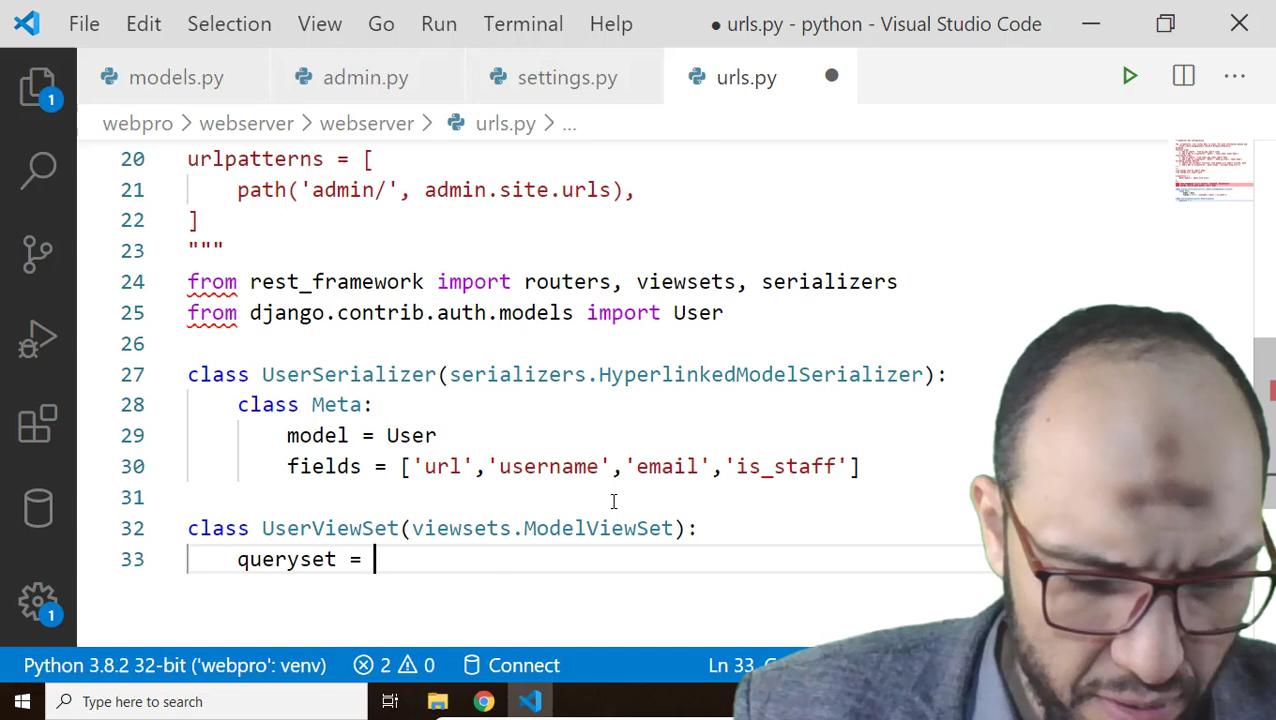 File Edit Selection View Go Run Terminal Help ● urls.py - python - Visual Studio Code
models.py admin.py settings.py urls.py
webpro > webserver > webserver > urls.py > ...
20 urlpatterns = [
21 path('admin/', admin.site.urls),
22 ]
23 """
24 from rest_framework import routers, viewsets, serializers
25 from django.contrib.auth.models import User
26
27 class UserSerializer(serializers.HyperlinkedModelSerializer):
28 class Meta:
29 model = User
30 fields = ['url','username','email','is_staff']
31
32 class UserViewSet(viewsets.ModelViewSet):
33 queryset =
1
1
Python 3.8.2 32-bit ('webpro': venv) 2 0 Connect Ln 33,
Type here to search